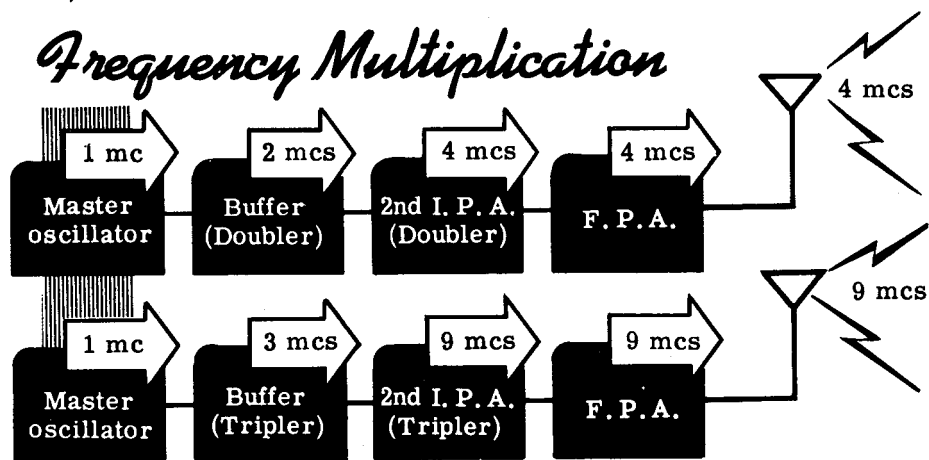 Frequency Multiplication
1 mc
2 mcs
4 mcs
4 mcs
4 mcs
Master
oscillator
Buffer
(Doubler)
2nd I. P. A.
(Doubler)
F. P. A.
1 mc
3 mcs
9 mcs
9 mcs
9 mcs
Master
oscillator
Buffer
(Tripler)
2nd I. P. A.
(Tripler)
F. P. A.